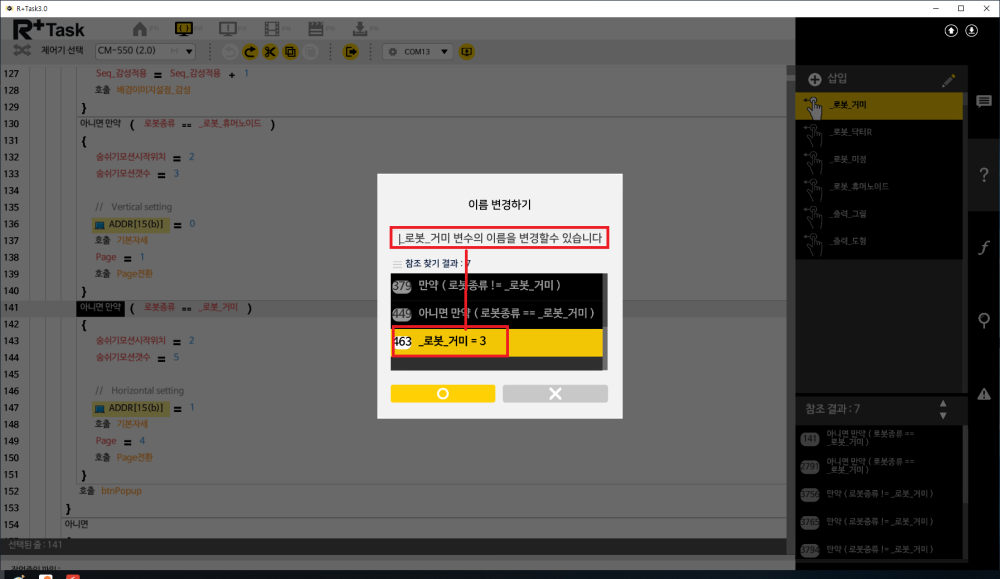 R+Task3.0
R+Task
제어기 선택
CM-550 (2.0)
COM13
127 Seq_감성적용 = Seq_감성적용 + 1
128 호출 배경이미지설정_감성
129 }
130 아니면 만약 ( 로봇종류 == _로봇_휴머노이드 )
131 {
132 숨쉬기모션시작위치 = 2
133 숨쉬기모션갯수 = 3
134
135 // Vertical setting
136 ADDR[15(b)] = 0
137 호출 기본자세
138 Page = 1
139 호출 Page전환
140 }
141 아니면 만약 ( 로봇종류 == _로봇_거미 )
142 {
143 숨쉬기모션시작위치 = 2
144 숨쉬기모션갯수 = 5
145
146 // Horizontal setting
147 ADDR[15(b)] = 1
148 호출 기본자세
149 Page = 4
150 호출 Page전환
151 }
152 호출 btnPopup
153 }
154 아니면
선택된 줄 : 141
이름 변경하기
_로봇_거미 변수의 이름을 변경할수 있습니다
참조 찾기 결과 : 7
379 만약 ( 로봇종류 != _로봇_거미 )
449 아니면 만약 ( 로봇종류 == _로봇_거미 )
463 _로봇_거미 = 3
삽입
_로봇_거미
_로봇_닥터R
_로봇_미정
_로봇_휴머노이드
_출력_그림
_출력_도형
참조 결과 : 7
141 아니면 만약 ( 로봇종류 ==
_로봇_거미 )
2791 아니면 만약 ( 로봇종류 ==
_로봇_거미 )
3756 만약 ( 로봇종류 != _로봇_거미 )
3765 만약 ( 로봇종류 != _로봇_거미 )
3794 만약 ( 로봇종류 != _로봇_거미 )